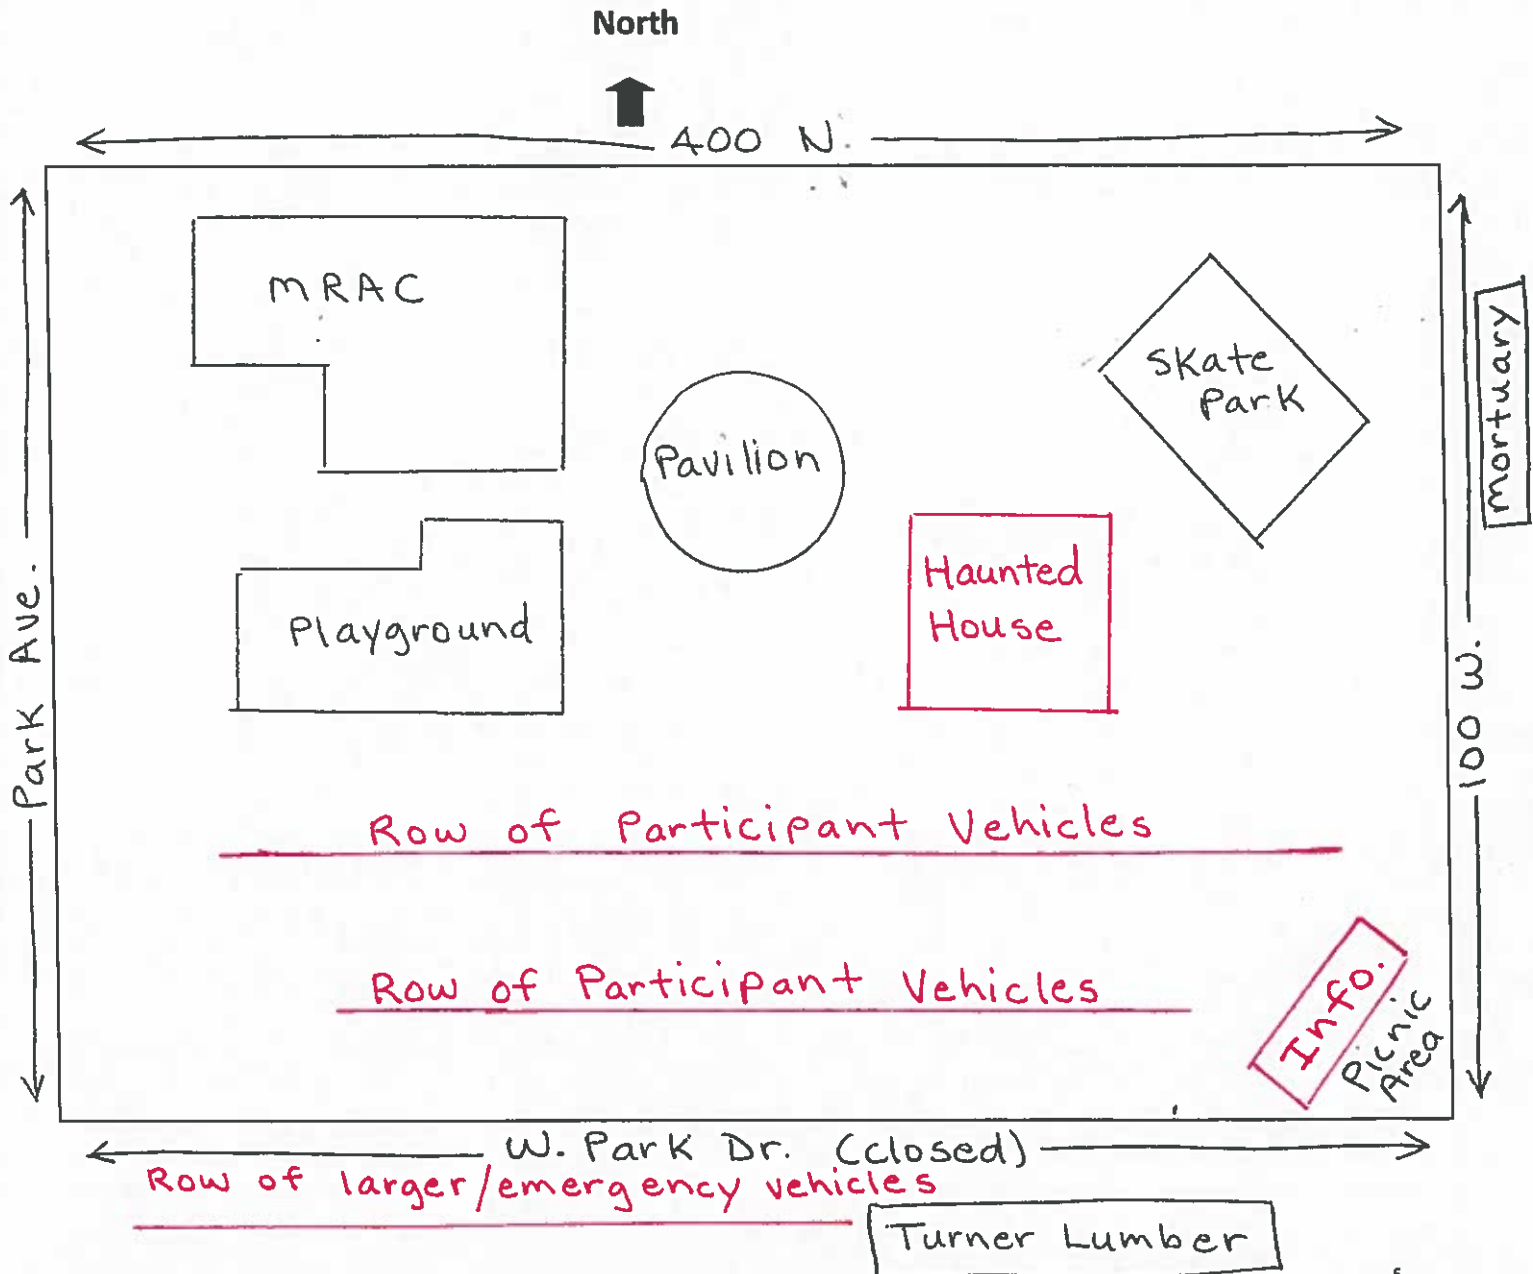 North
400 N.
MRAC
Skate
Park
Mortuary
Pavilion
Haunted
House
Playground
Park Ave.
100 W.
Row of Participant Vehicles
Row of Participant Vehicles
Info.
Picnic
Area
W. Park Dr. (closed)
Row of larger/emergency vehicles
Turner Lumber